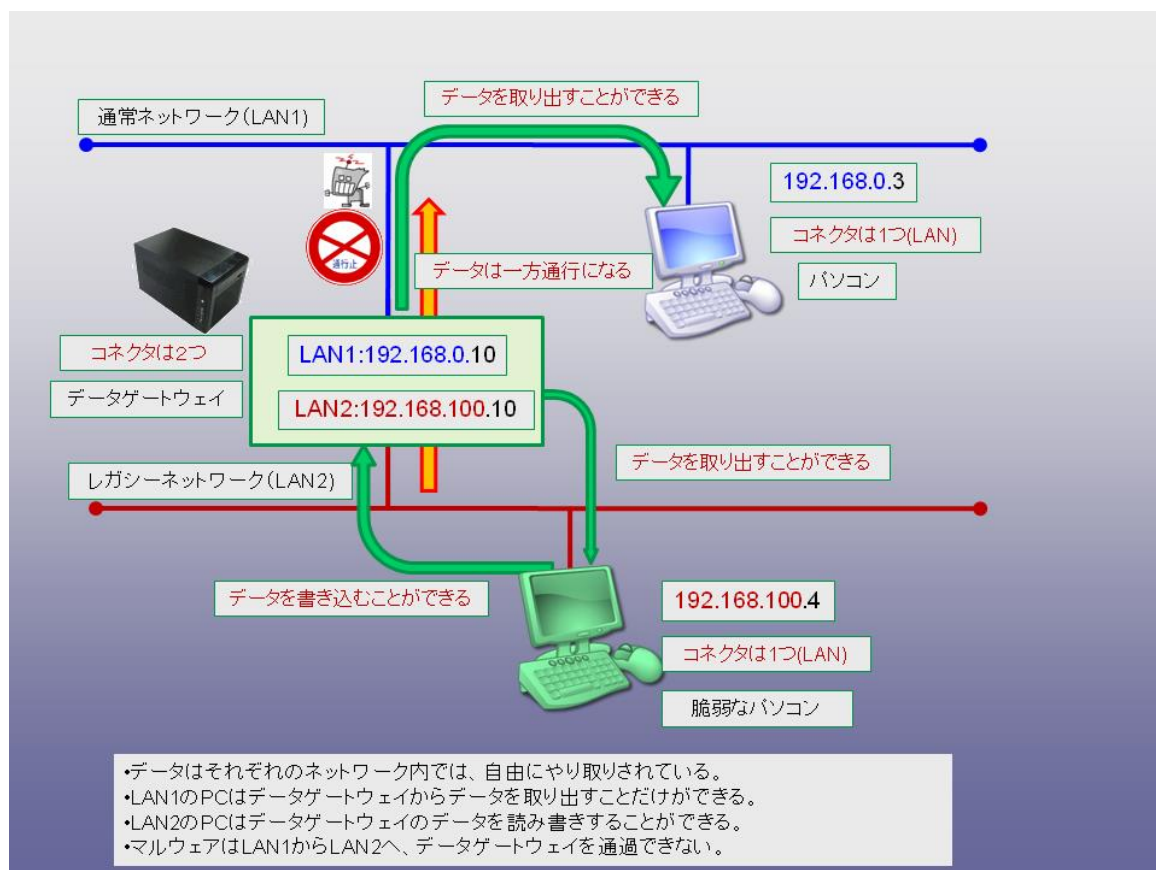 データを取り出すことができる
通常ネットワーク(LAN1)
192.168.0.3
コネクタは1つ(LAN)
通行止
データは一方通行になる
パソコン
LAN1:192.168.0.10
コネクタは2つ
データゲートウェイ
LAN2:192.168.100.10
データを取り出すことができる
レガシーネットワーク(LAN2)
データを書き込むことができる
192.168.100.4
コネクタは1つ(LAN)
脆弱なパソコン
•データはそれぞれのネットワーク内では、自由にやり取りされている。
•LAN1のPCはデータゲートウェイからデータを取り出すことだけができる。
•LAN2のPCはデータゲートウェイのデータを読み書きすることができる。
•マルウェアはLAN1からLAN2へ、データゲートウェイを通過できない。